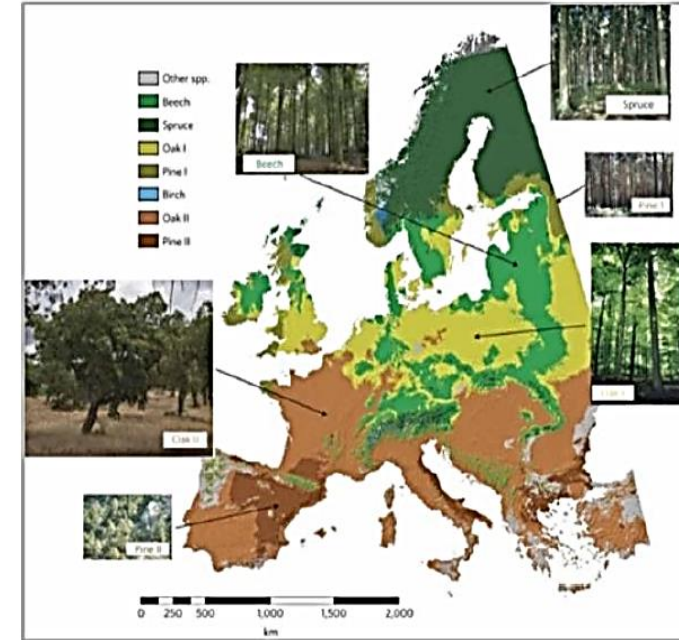 Other spp.
Beech
Spruce
Oak I
Pine I
Birch
Oak II
Pine II
Beech
Spruce
Pine I
Oak II
Pine II
0 250 500 1,000 1,500 2,000
km